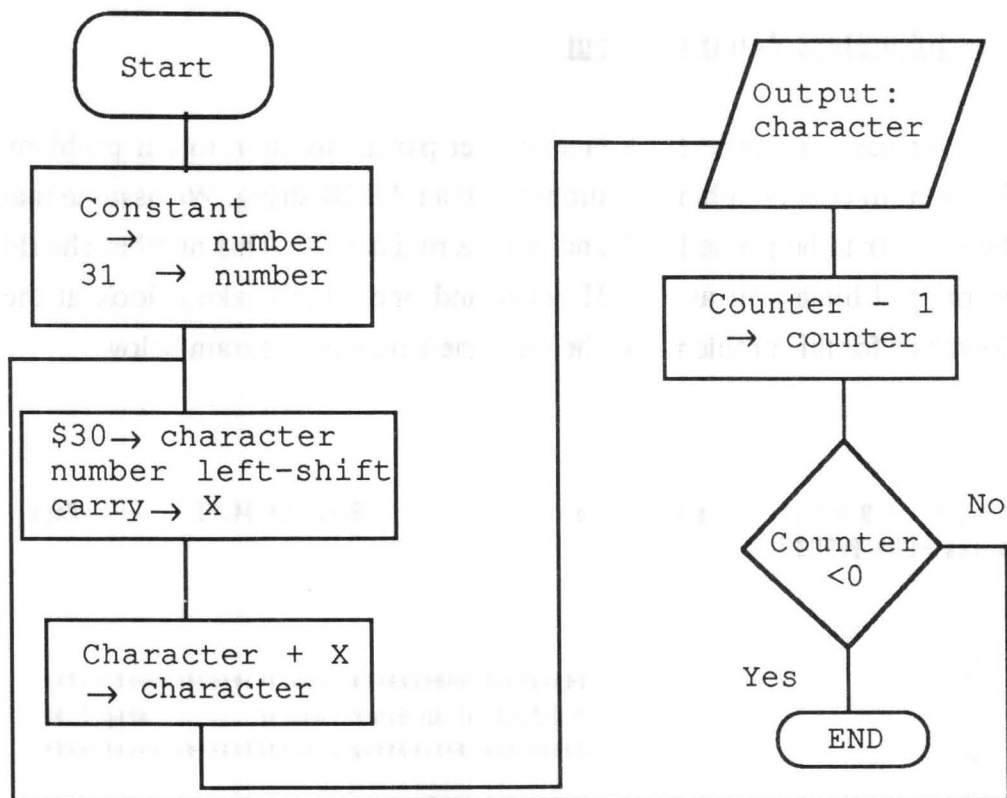 Start
Constant
→ number
31 → number
$30→ character
number left-shift
carry→ X
Character + X
→ character
Output:
character
Counter - 1
→ counter
Counter
<0
No
Yes
END